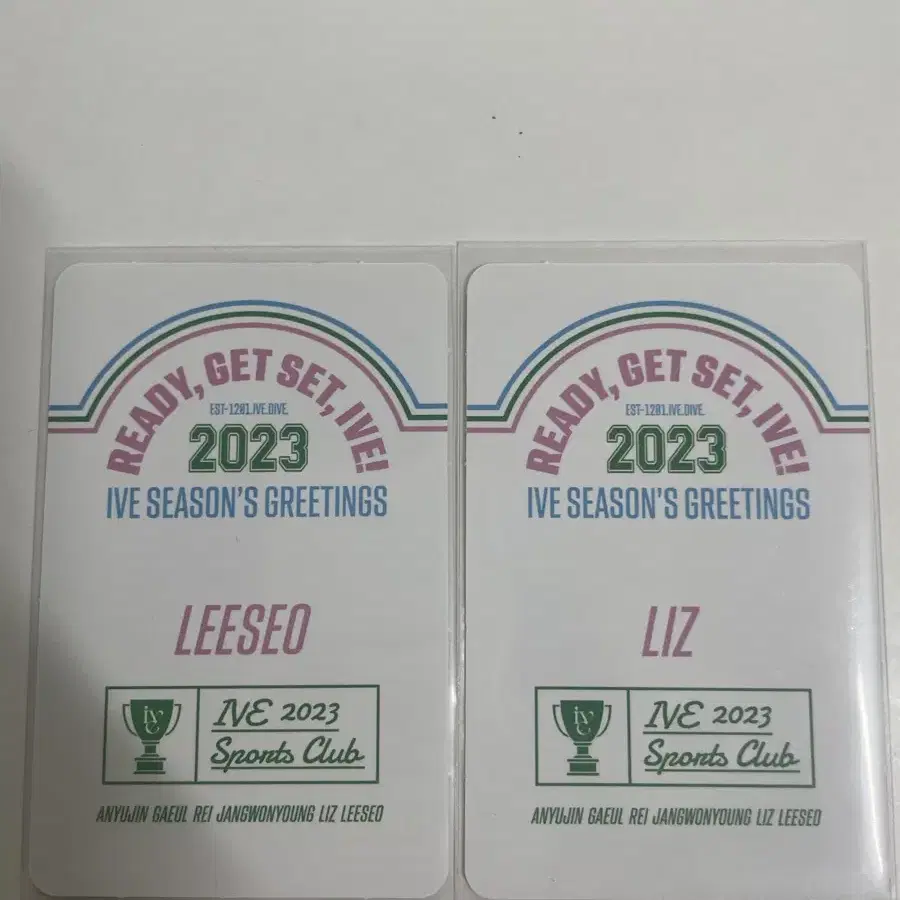 READY, GET SET, IVE!
EST-1201.IVE.DIVE.
2023
IVE SEASON'S GREETINGS
LEESEO
ive
IVE 2023
Sports Club
ANYUJIN GAEUL REI JANGWONYOUNG LIZ LEESEO
READY, GET SET, IVE!
EST-1201.IVE.DIVE.
2023
IVE SEASON'S GREETINGS
LIZ
ive
IVE 2023
Sports Club
ANYUJIN GAEUL REI JANGWONYOUNG LIZ LEESEO